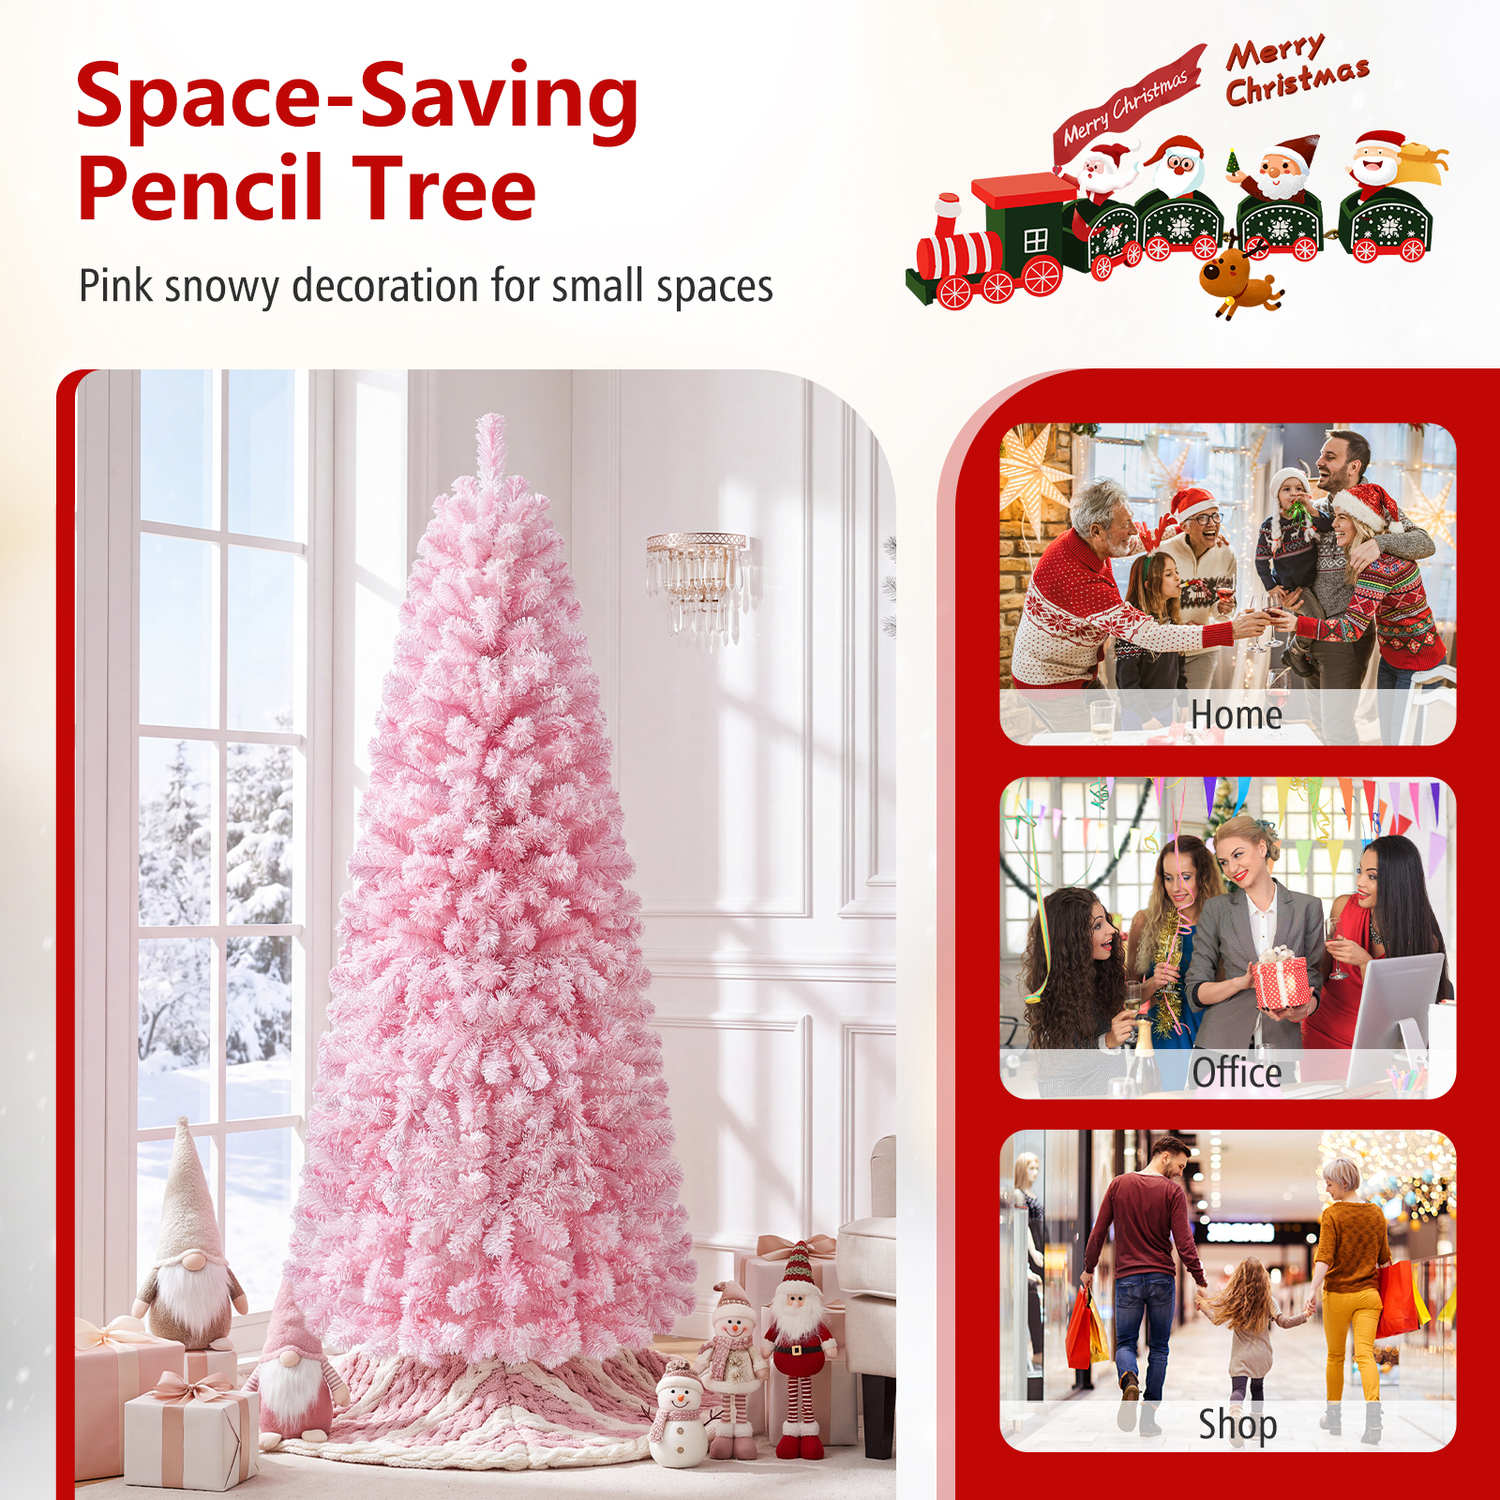 Space-Saving
Pencil Tree
Pink snowy decoration for small spaces
Merry Christmas
Merry
Christmas
Home
Office
Shop